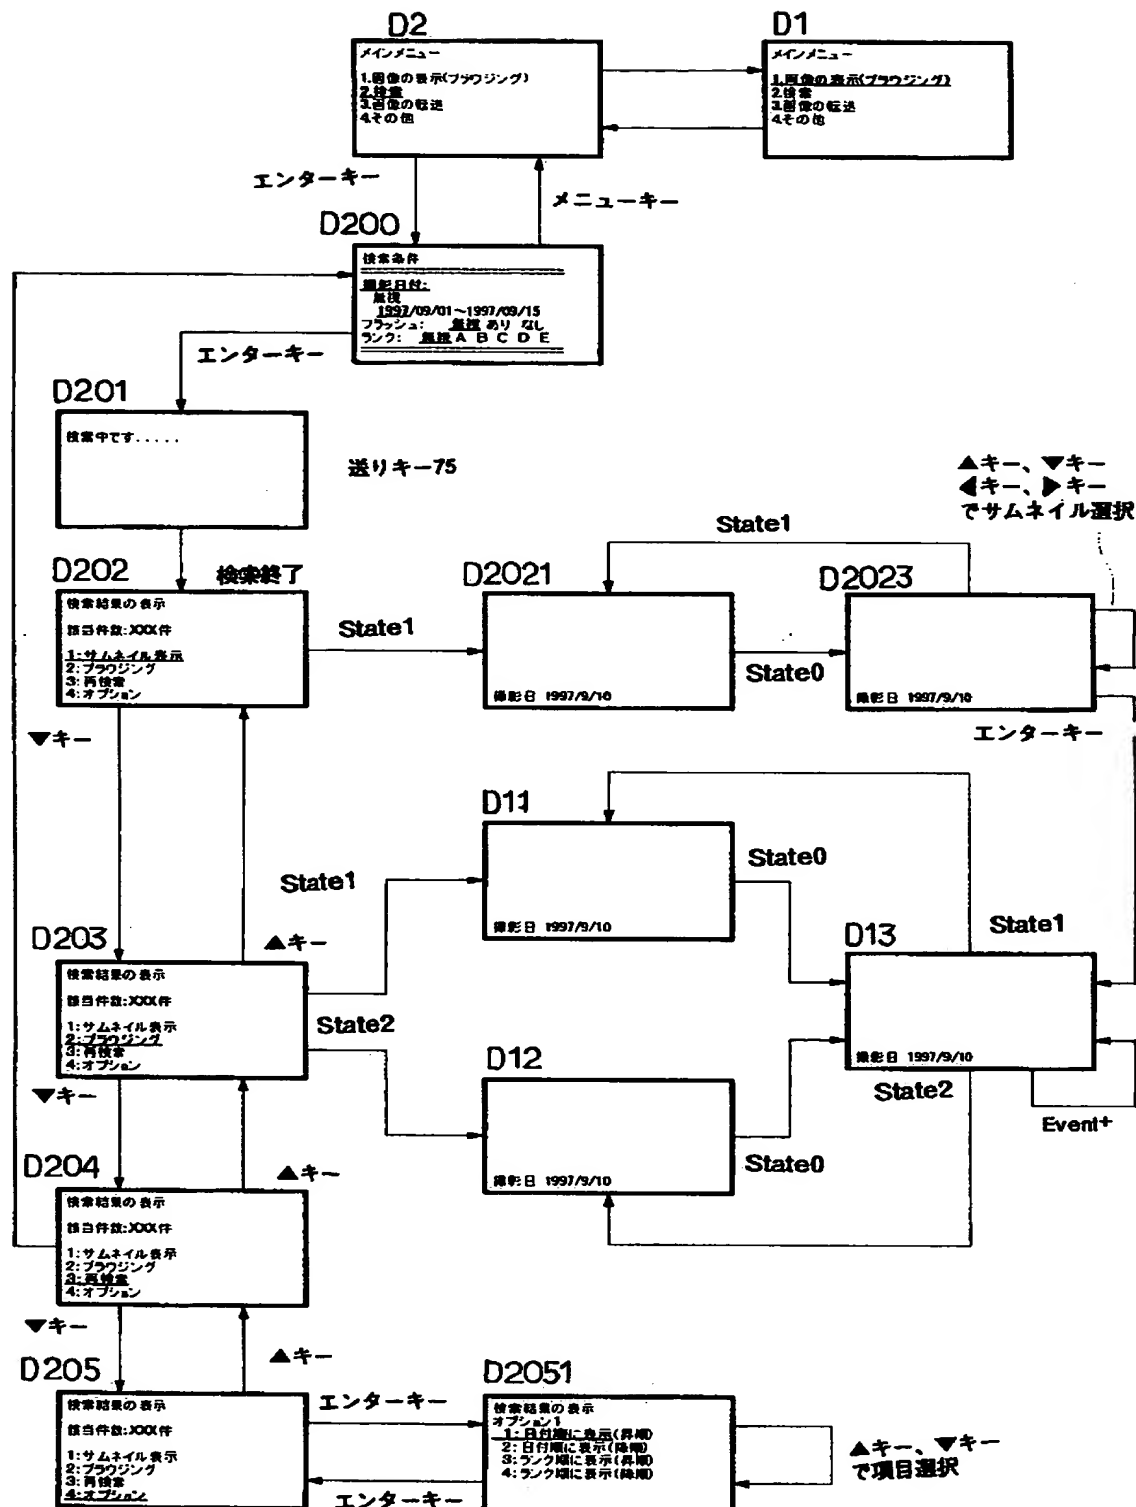 D2
メインメニュー
1.画像の表示(ブラウジング)
2.検索
3.画像の転送
4.その他
D1
メインメニュー
1.画像の表示(ブラウジング)
2.検索
3.画像の転送
4.その他
エンターキー
メニューキー
D200
検索条件
撮影日付:
無視
1997/09/01～1997/09/15
フラッシュ: 無視 あり なし
ランク: 無視 A B C D E
エンターキー
D201
検索中です.....
送りキー75
▲キー、▼キー
◀キー、▶キー
でサムネイル選択
D202
検索終了
検索結果の表示
該当件数:XXX件
1:サムネイル表示
2:ブラウジング
3:再検索
4:オプション
State1
D2021
撮影日 1997/9/10
State1
State0
D2023
撮影日 1997/9/10
エンターキー
▼キー
▲キー
D203
検索結果の表示
該当件数:XXX件
1:サムネイル表示
2:ブラウジング
3:再検索
4:オプション
State1
State2
D11
撮影日 1997/9/10
State0
D12
撮影日 1997/9/10
State0
D13
撮影日 1997/9/10
State1
State2
Event+
▼キー
▲キー
D204
検索結果の表示
該当件数:XXX件
1:サムネイル表示
2:ブラウジング
3:再検索
4:オプション
▼キー
▲キー
D205
検索結果の表示
該当件数:XXX件
1:サムネイル表示
2:ブラウジング
3:再検索
4:オプション
エンターキー
エンターキー
D2051
検索結果の表示
オプション1
1:日付順に表示(昇順)
2:日付順に表示(降順)
3:ランク順に表示(昇順)
4:ランク順に表示(降順)
▲キー、▼キー
で項目選択